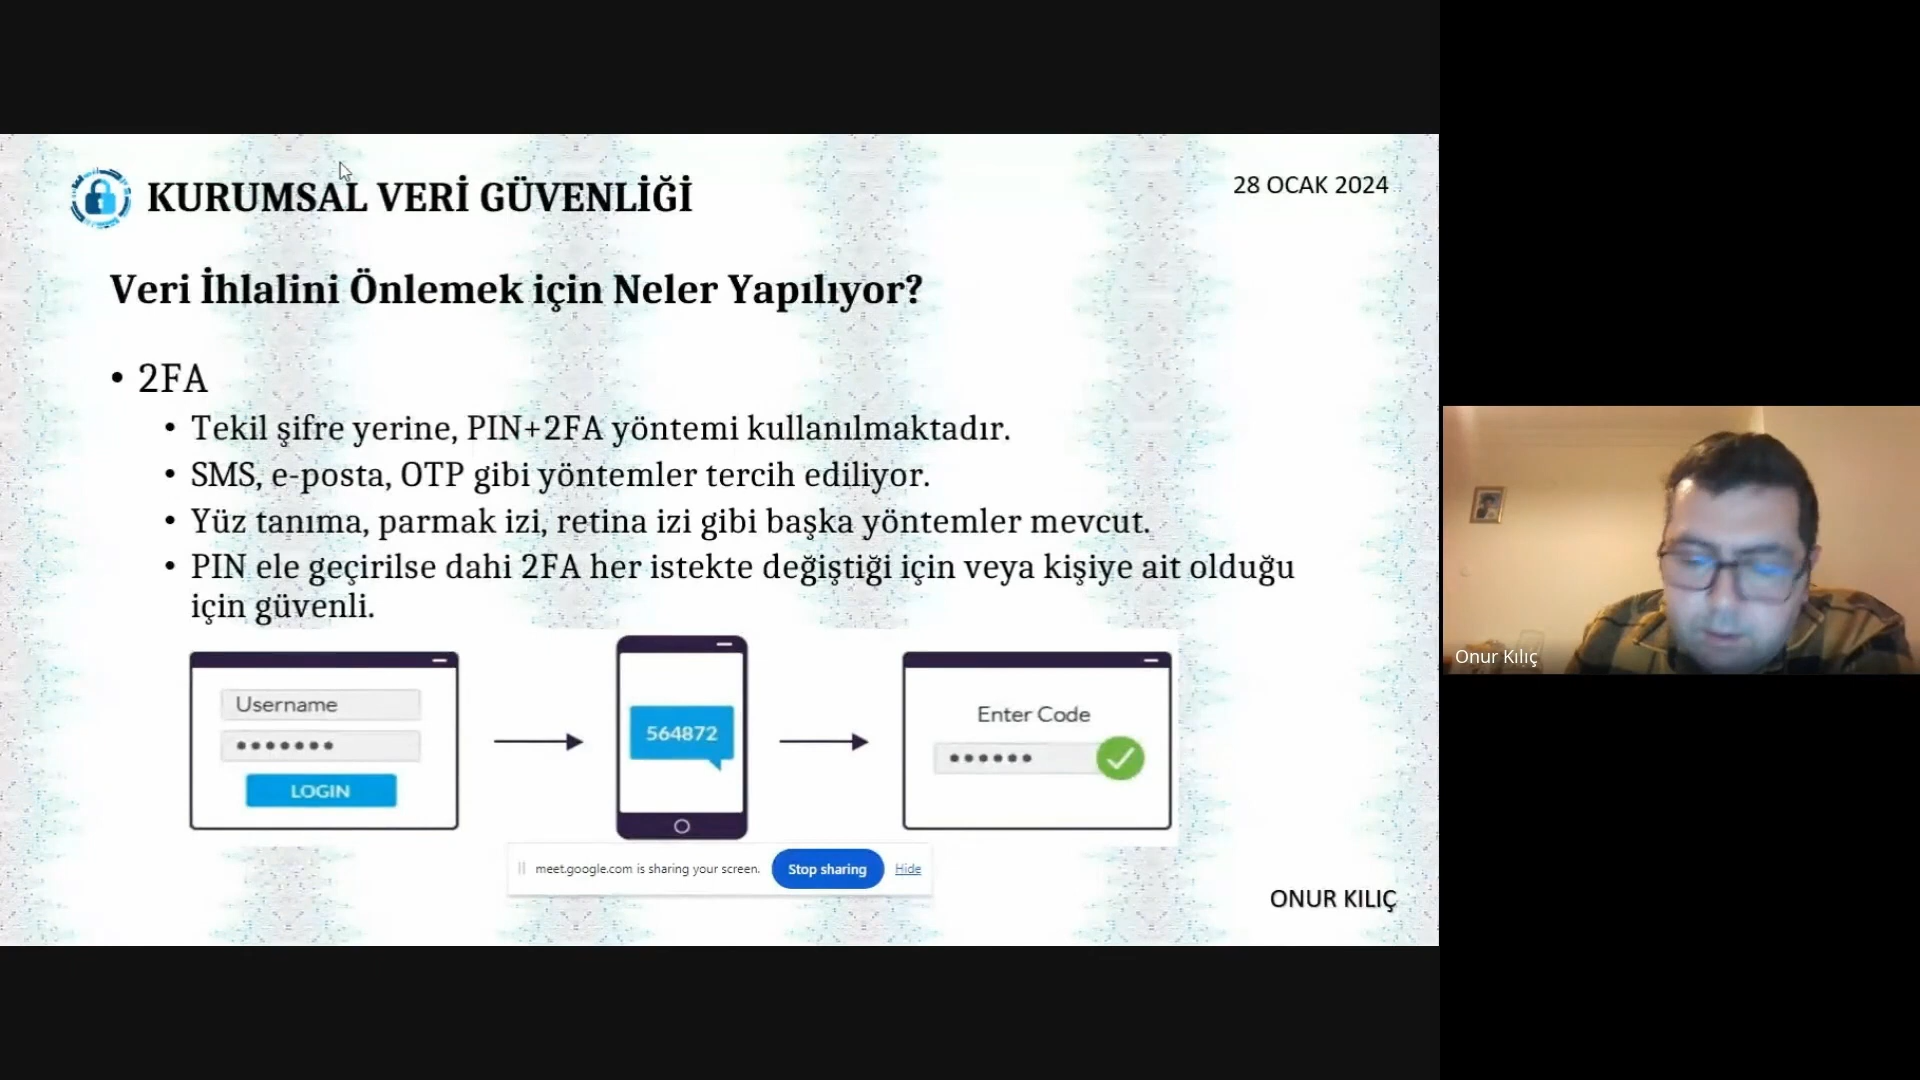 KURUMSAL VERİ GÜVENLİĞİ
28 OCAK 2024
Veri İhlalini Önlemek için Neler Yapılıyor?
• 2FA
• Tekil şifre yerine, PIN+2FA yöntemi kullanılmaktadır.
• SMS, e-posta, OTP gibi yöntemler tercih ediliyor.
• Yüz tanıma, parmak izi, retina izi gibi başka yöntemler mevcut.
• PIN ele geçirilse dahi 2FA her istekte değiştiği için veya kişiye ait olduğu
için güvenli.
Username
•••••••
LOGIN
564872
Enter Code
••••••
meet.google.com is sharing your screen.
Stop sharing
Hide
ONUR KILIÇ
Onur Kılıç